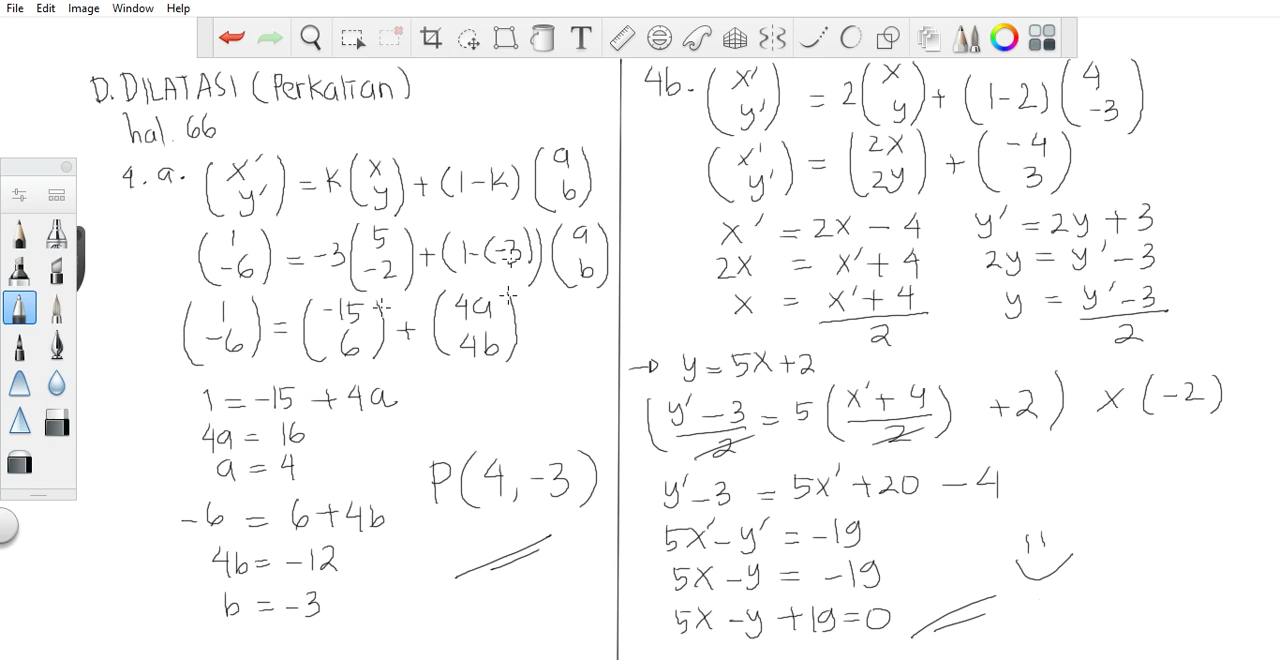 File Edit Image Window Help
D. DILATASI (Perkalian)
hal. 66
4. a. (x' y') = k (x y) + (1-k) (a b)
(1 -6) = -3 (5 -2) + (1-(-3)) (a b)
(1 -6) = (-15 6) + (4a 4b)
1 = -15 + 4a
4a = 16
a = 4
P(4, -3)
-6 = 6+4b
4b = -12
b = -3
4b. (x' y') = 2 (x y) + (1-2) (4 -3)
(x' y') = (2x 2y) + (-4 3)
x' = 2x - 4 y' = 2y + 3
2x = x' + 4 2y = y' - 3
x = x' + 4 / 2 y = y' - 3 / 2
→ y = 5x+2
(y' - 3 / 2 = 5 (x' + 4 / 2) +2) x (-2)
y' - 3 = 5x' + 20 - 4
5x' - y' = -19
5x - y = -19
5x - y + 19 = 0